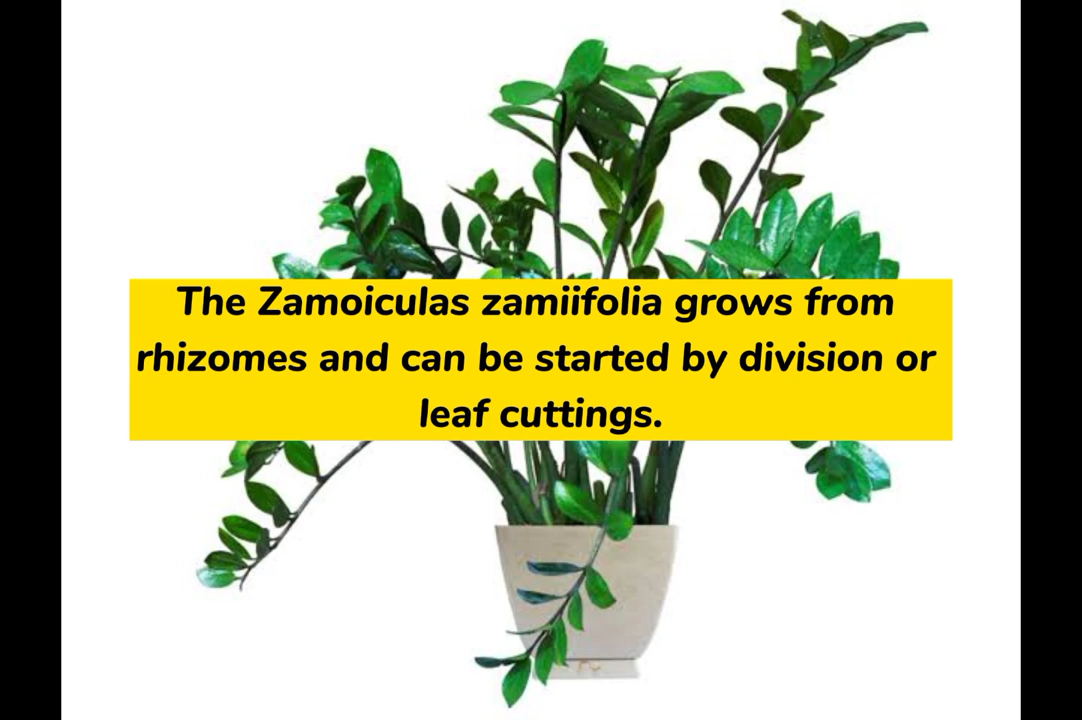 The Zamoiculas zamiifolia grows from
rhizomes and can be started by division or
leaf cuttings.